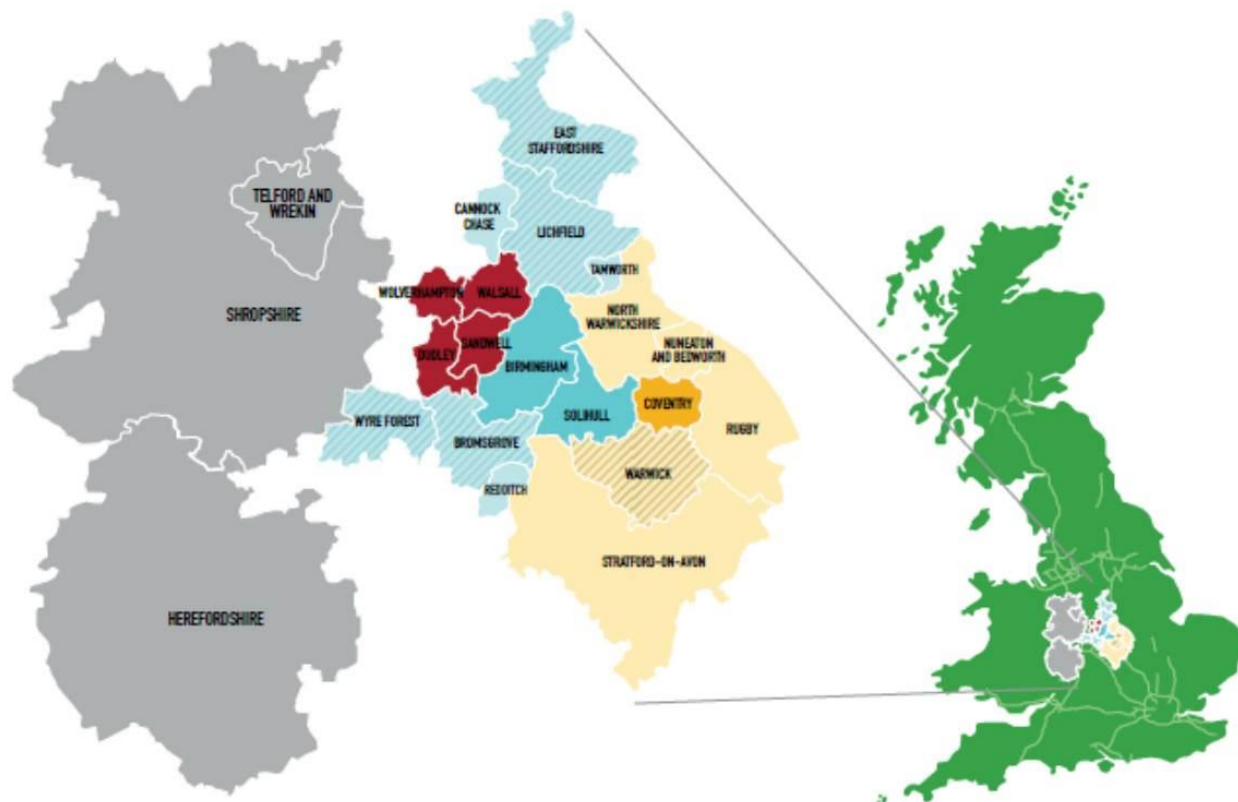 EAST
STAFFORDSHIRE
TELFORD AND
WREKIN
CANNOCK
CHASE
LICHFIELD
TAMWORTH
WOLVERHAMPTON
WALSALL
SHROPSHIRE
NORTH
WARWICKSHIRE
SANDWELL
DUDLEY
NUNEATON
AND BEDWORTH
BIRMINGHAM
COVENTRY
SOLIHULL
WYRE FOREST
RUGBY
BROMSGROVE
WARWICK
REDDITCH
STRATFORD-ON-AVON
HEREFORDSHIRE